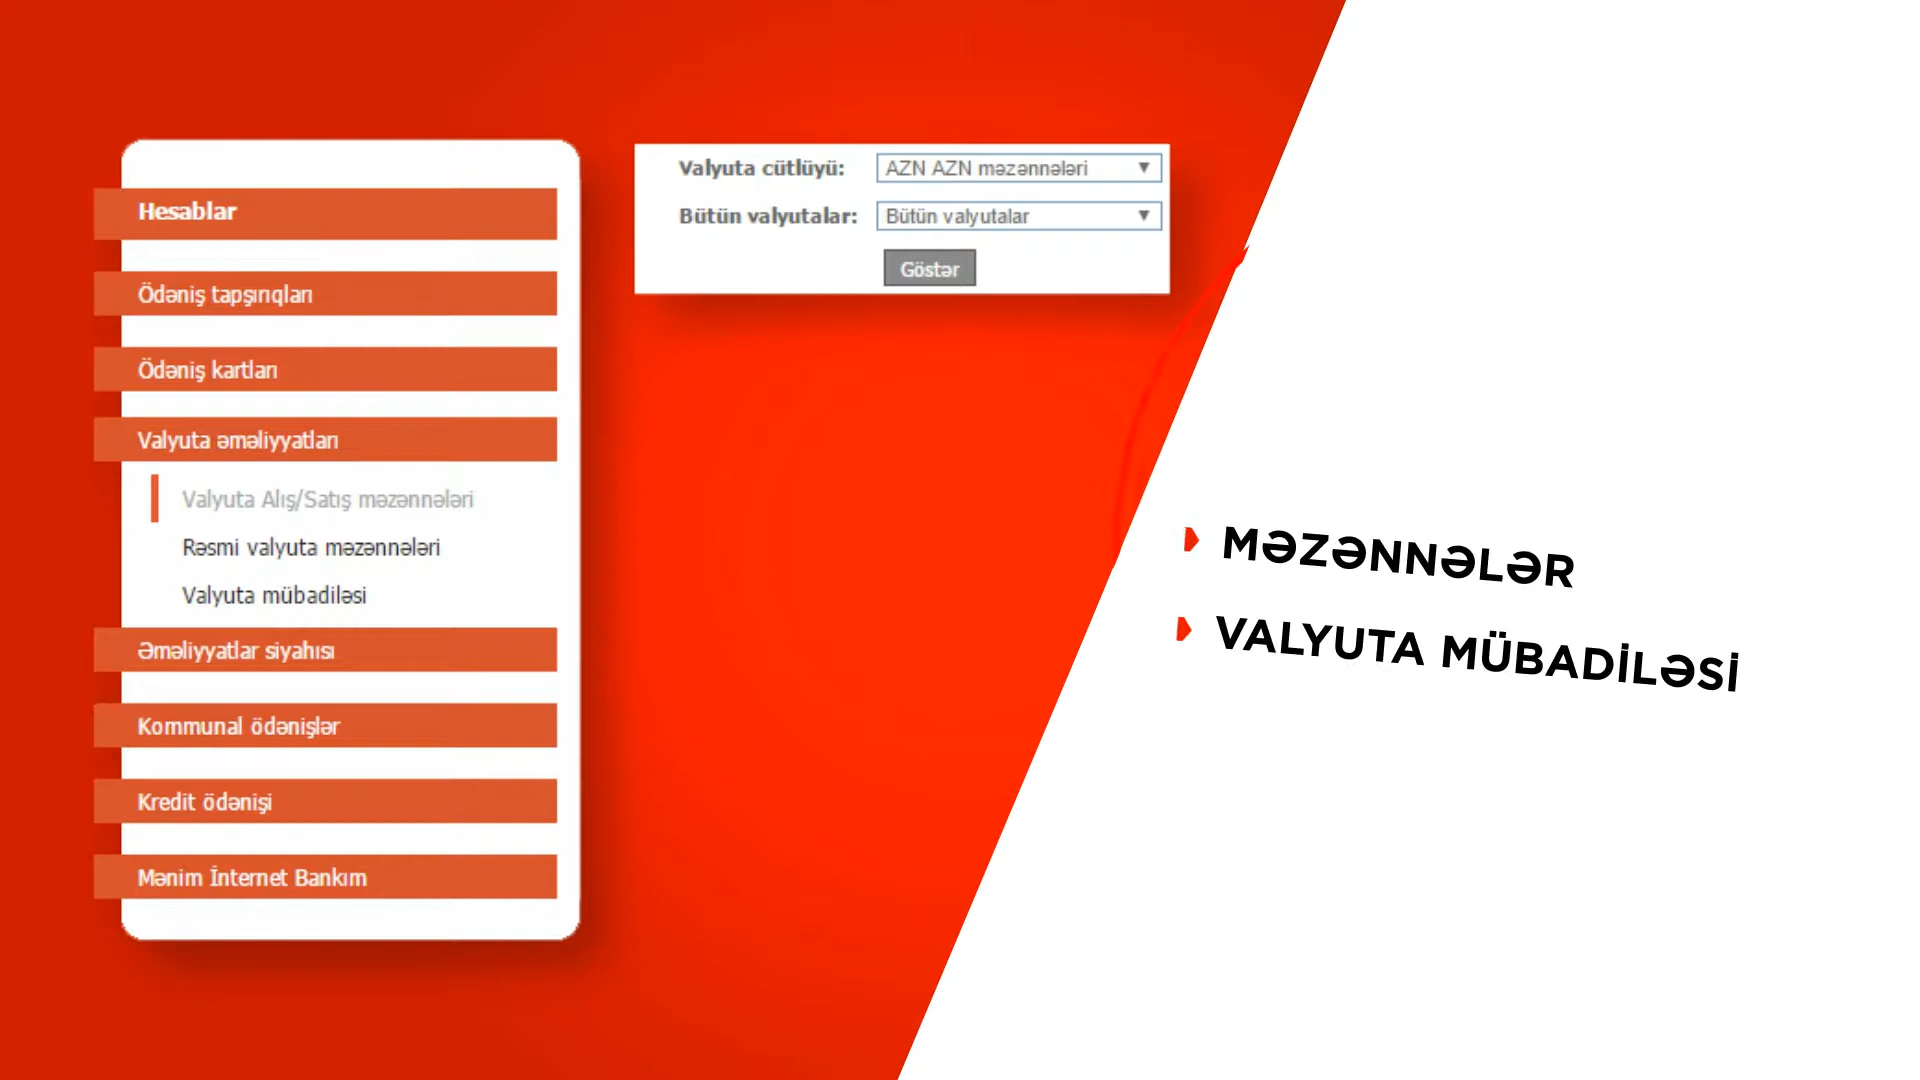 Hesablar
Ödəniş tapşırıqları
Ödəniş kartları
Valyuta əməliyyatları
Valyuta Alış/Satış məzənnələri
Rəsmi valyuta məzənnələri
Valyuta mübadiləsi
Əməliyyatlar siyahısı
Kommunal ödənişlər
Kredit ödənişi
Mənim İnternet Bankım
Valyuta cütlüyü: AZN AZN məzənnələri
Bütün valyutalar: Bütün valyutalar
Göstər
MƏZƏNNƏLƏR
VALYUTA MÜBADİLƏSİ